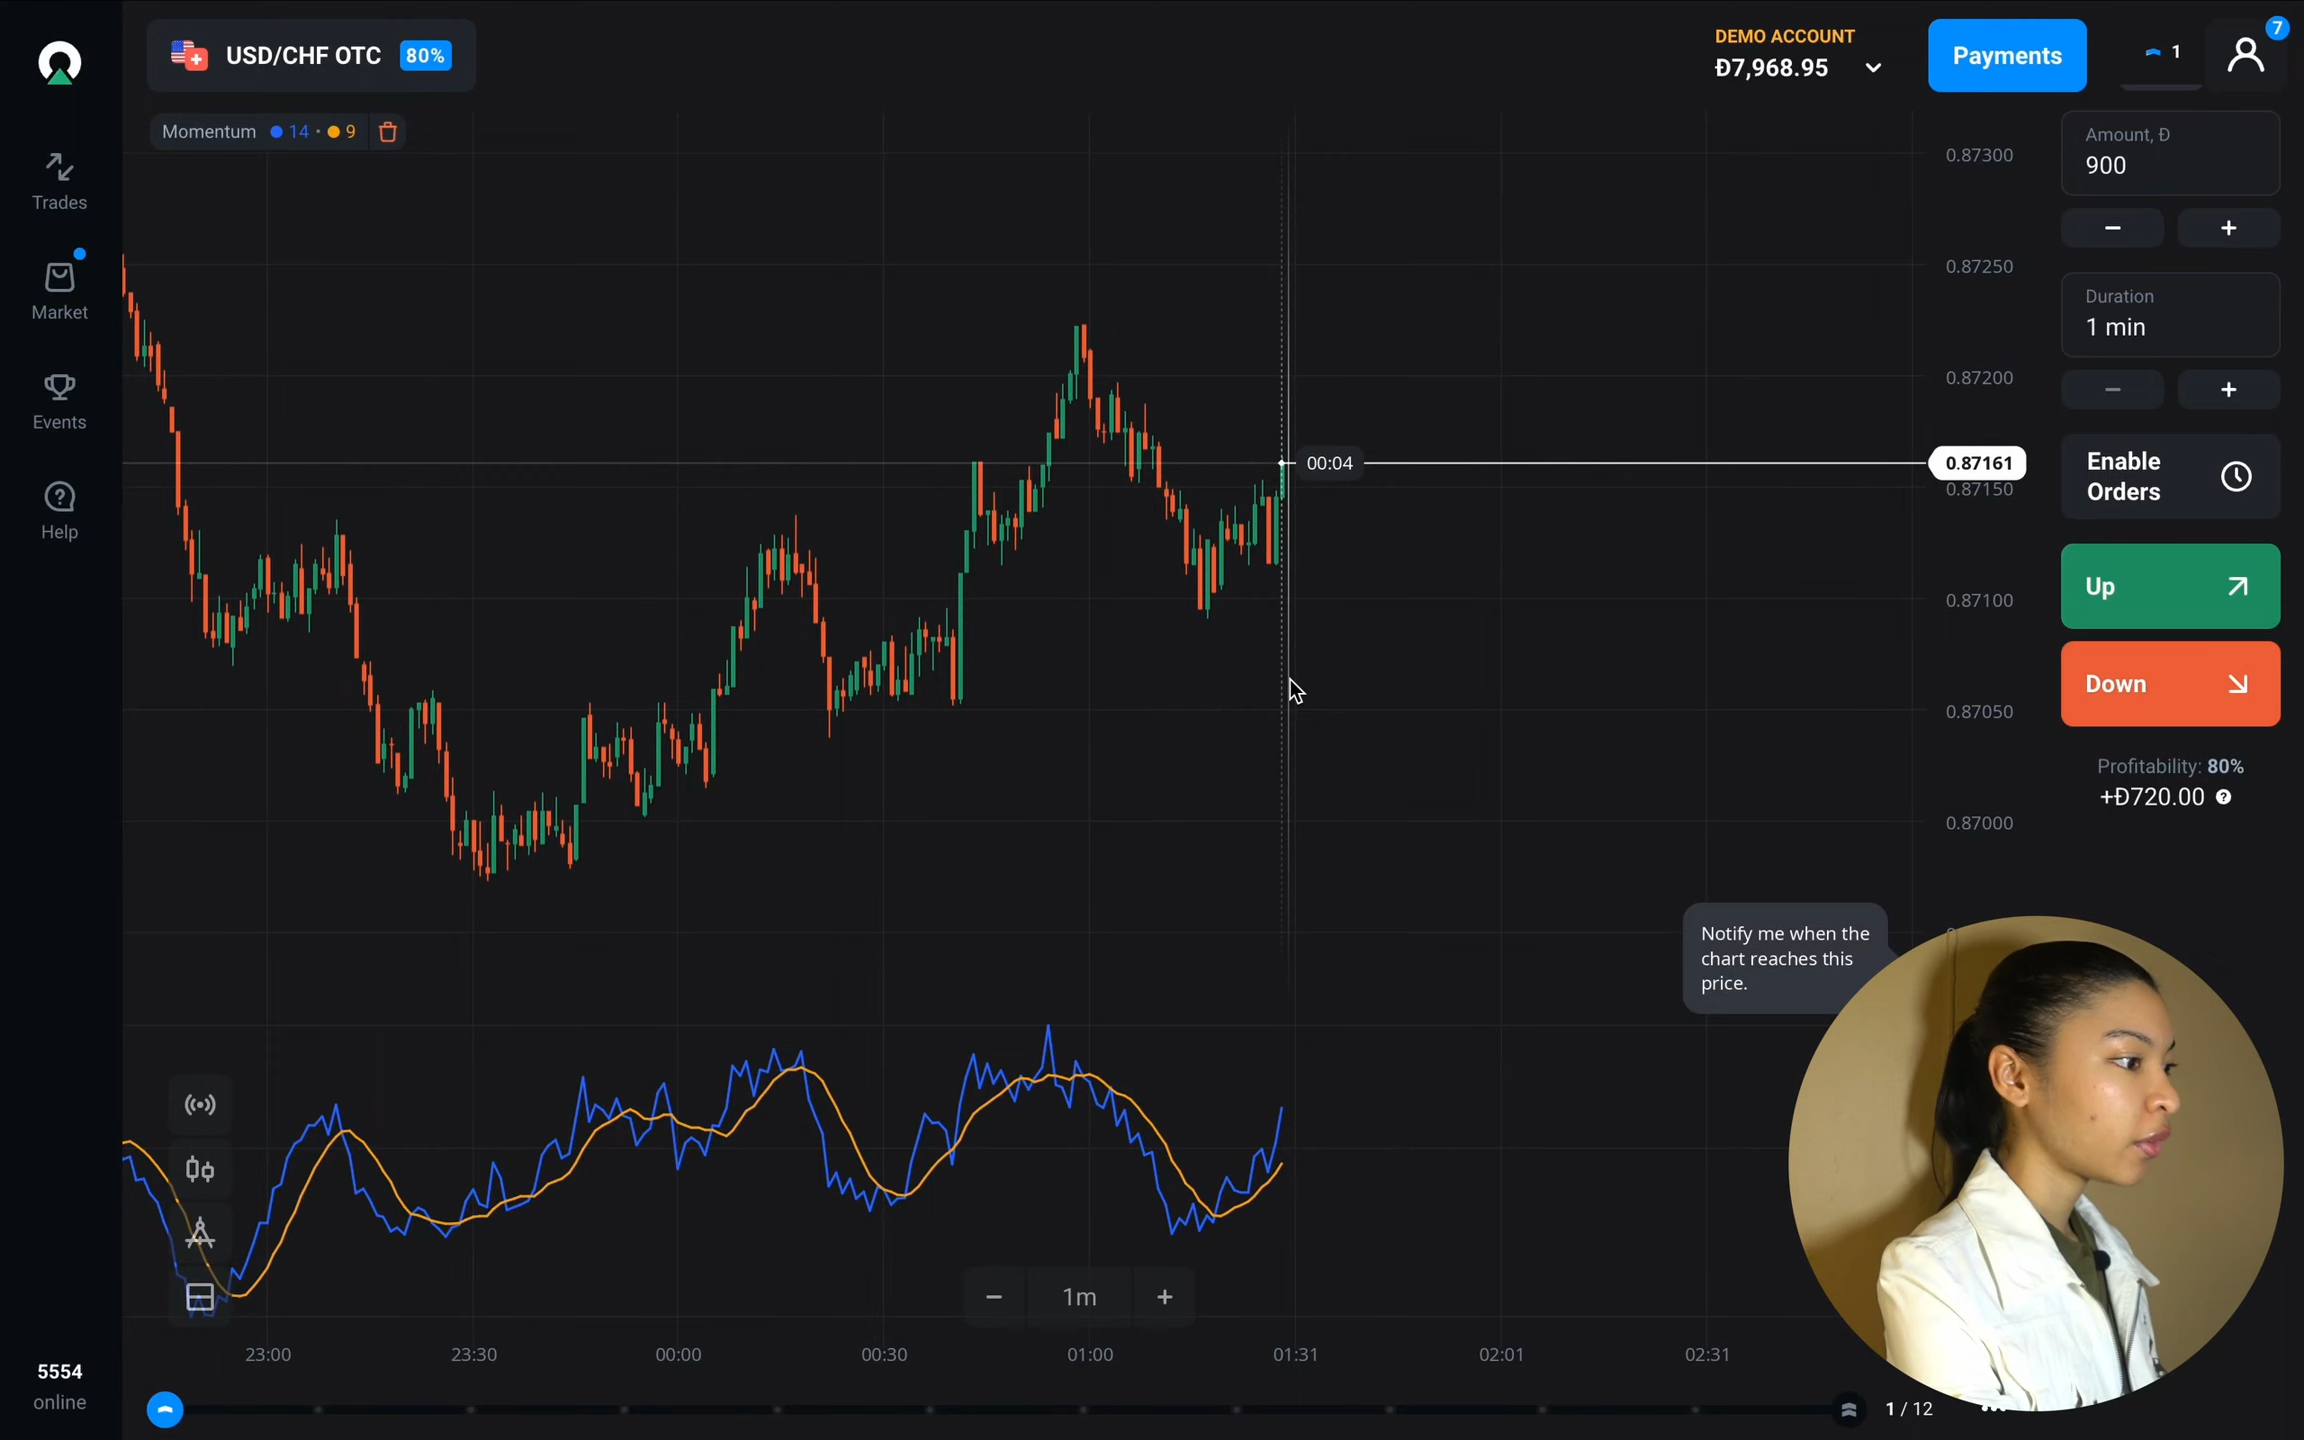 USD/CHF OTC 80%
DEMO ACCOUNT
Đ7,968.95
Payments
1
7
Momentum 14 · 9
Trades
Market
Events
Help
5554
online
0.87300
0.87250
0.87200
0.87161
0.87150
0.87100
0.87050
0.87000
00:04
Amount, Đ
900
− +
Duration
1 min
− +
Enable
Orders
Up
Down
Profitability: 80%
+Đ720.00 ?
Notify me when the
chart reaches this
price.
− 1m +
23:00 23:30 00:00 00:30 01:00 01:31 02:01 02:31
1 / 12